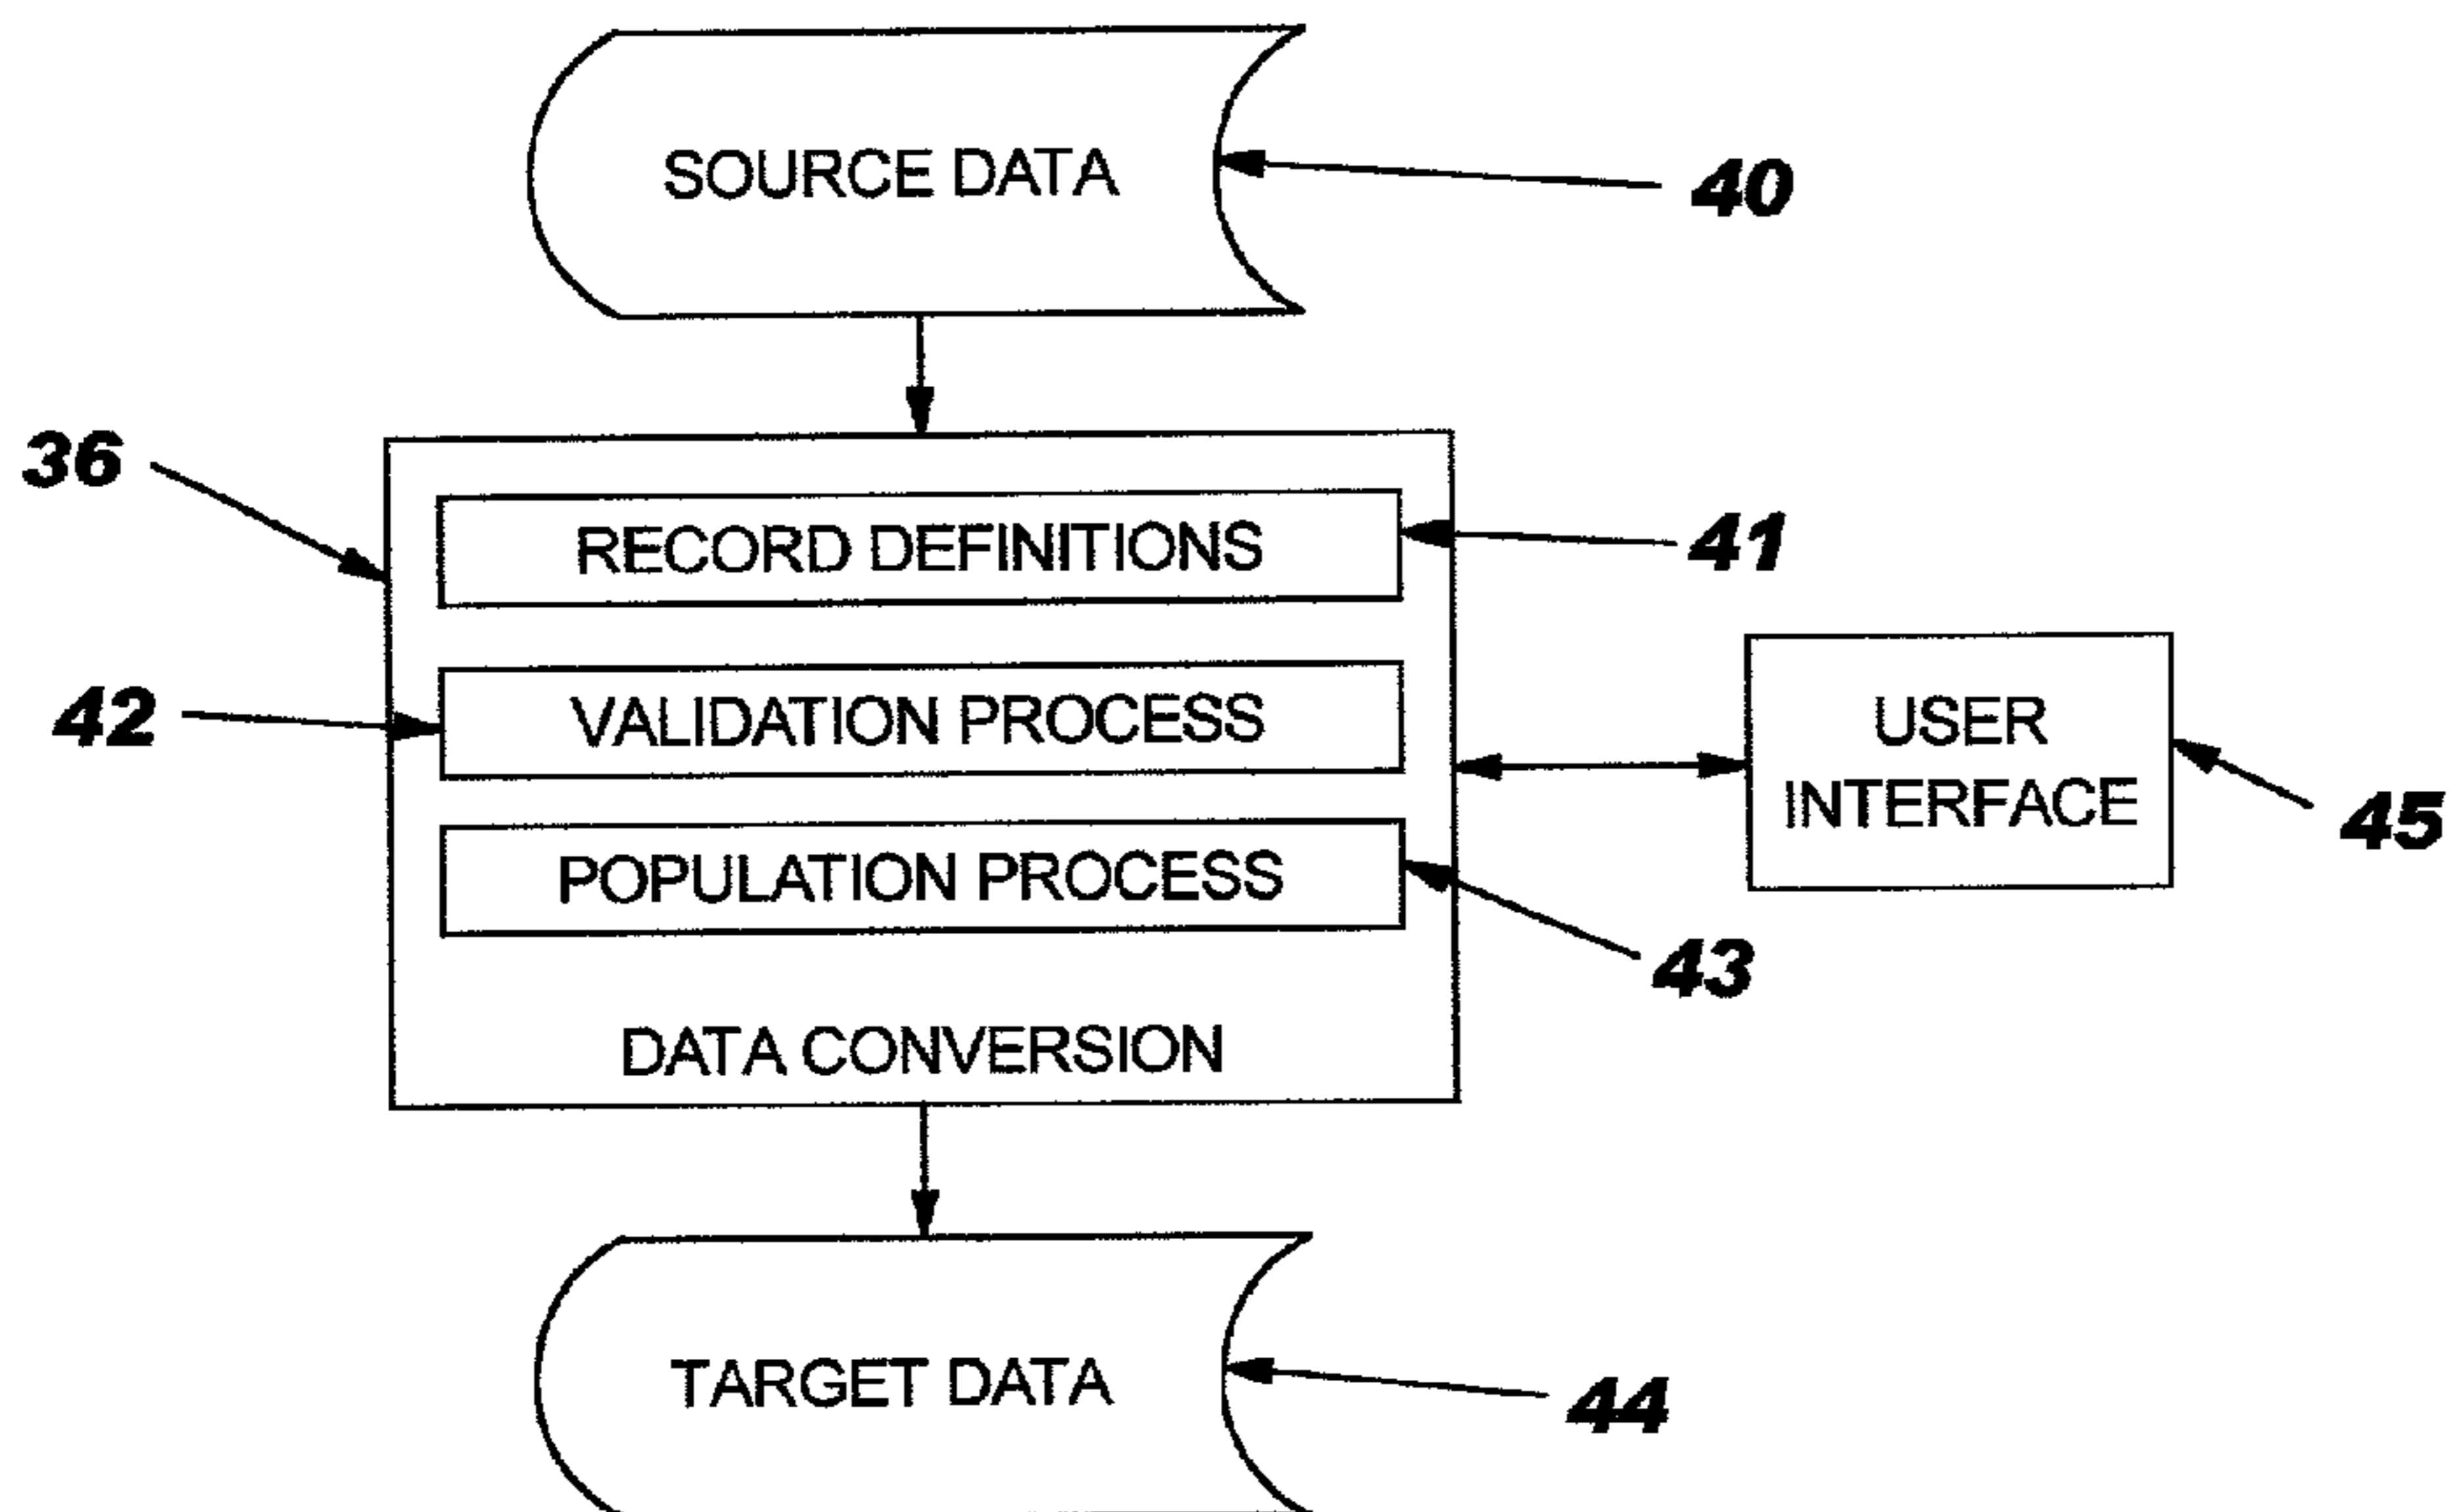 SOURCE DATA
40
36
RECORD DEFINITIONS
41
42
VALIDATION PROCESS
USER
INTERFACE
45
POPULATION PROCESS
43
DATA CONVERSION
TARGET DATA
44